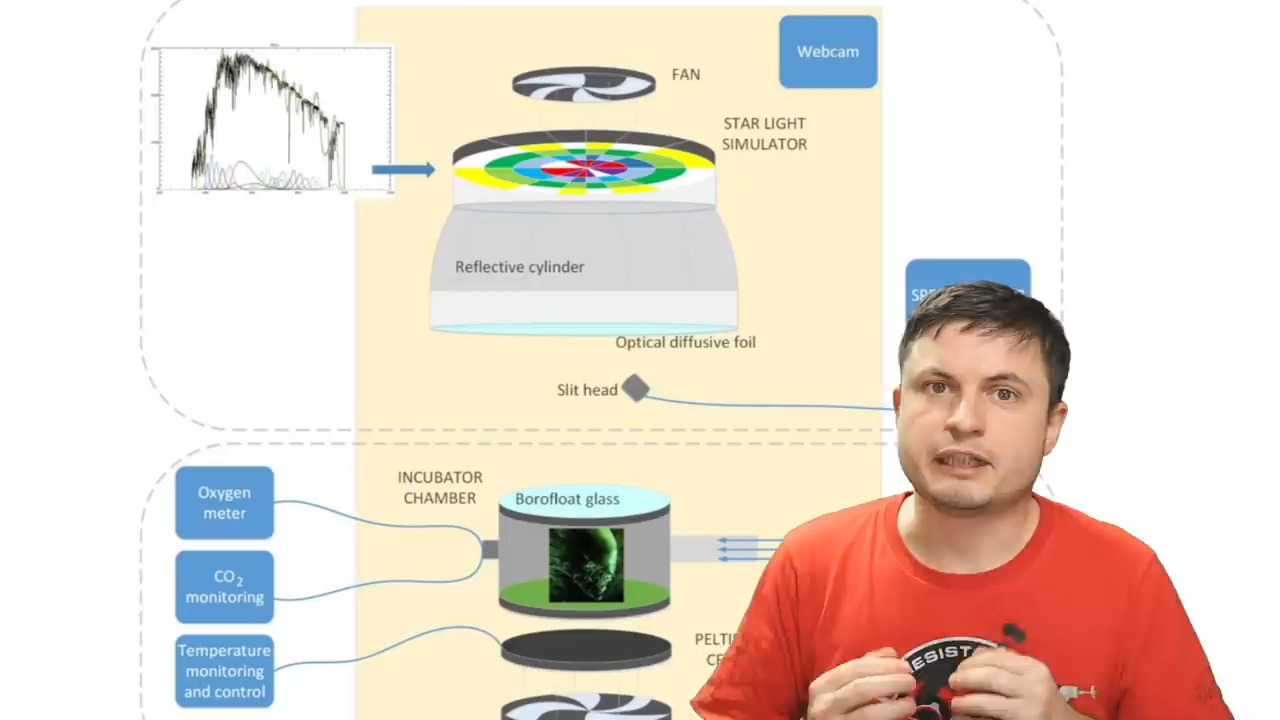 Webcam
FAN
STAR LIGHT
SIMULATOR
Reflective cylinder
Optical diffusive foil
Slit head
INCUBATOR
CHAMBER
Borofloat glass
Oxygen
meter
CO₂
monitoring
Temperature
monitoring
and control